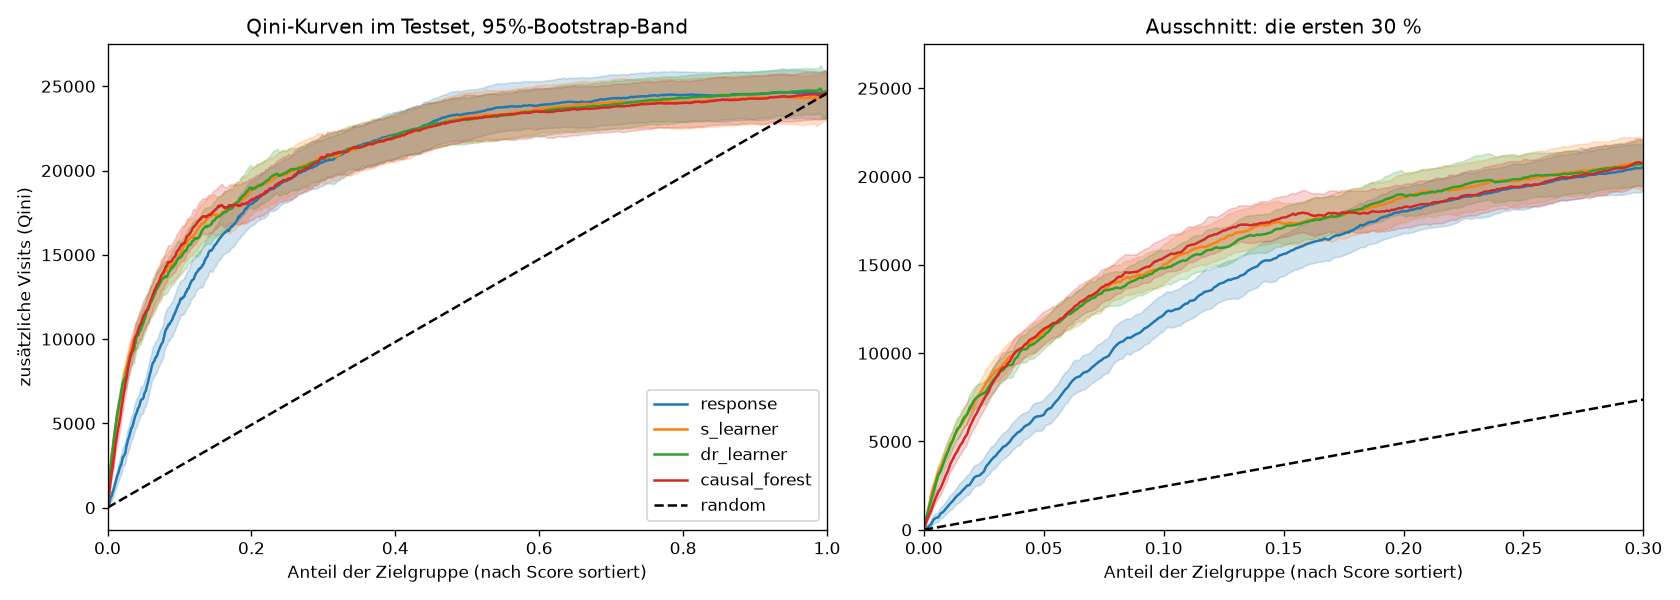 Qini-Kurven im Testset, 95%-Bootstrap-Band
zusätzliche Visits (Qini)
25000
20000
15000
10000
5000
0
0.0 0.2 0.4 0.6 0.8 1.0
Anteil der Zielgruppe (nach Score sortiert)
response
s_learner
dr_learner
causal_forest
random
Ausschnitt: die ersten 30 %
25000
20000
15000
10000
5000
0
0.00 0.05 0.10 0.15 0.20 0.25 0.30
Anteil der Zielgruppe (nach Score sortiert)